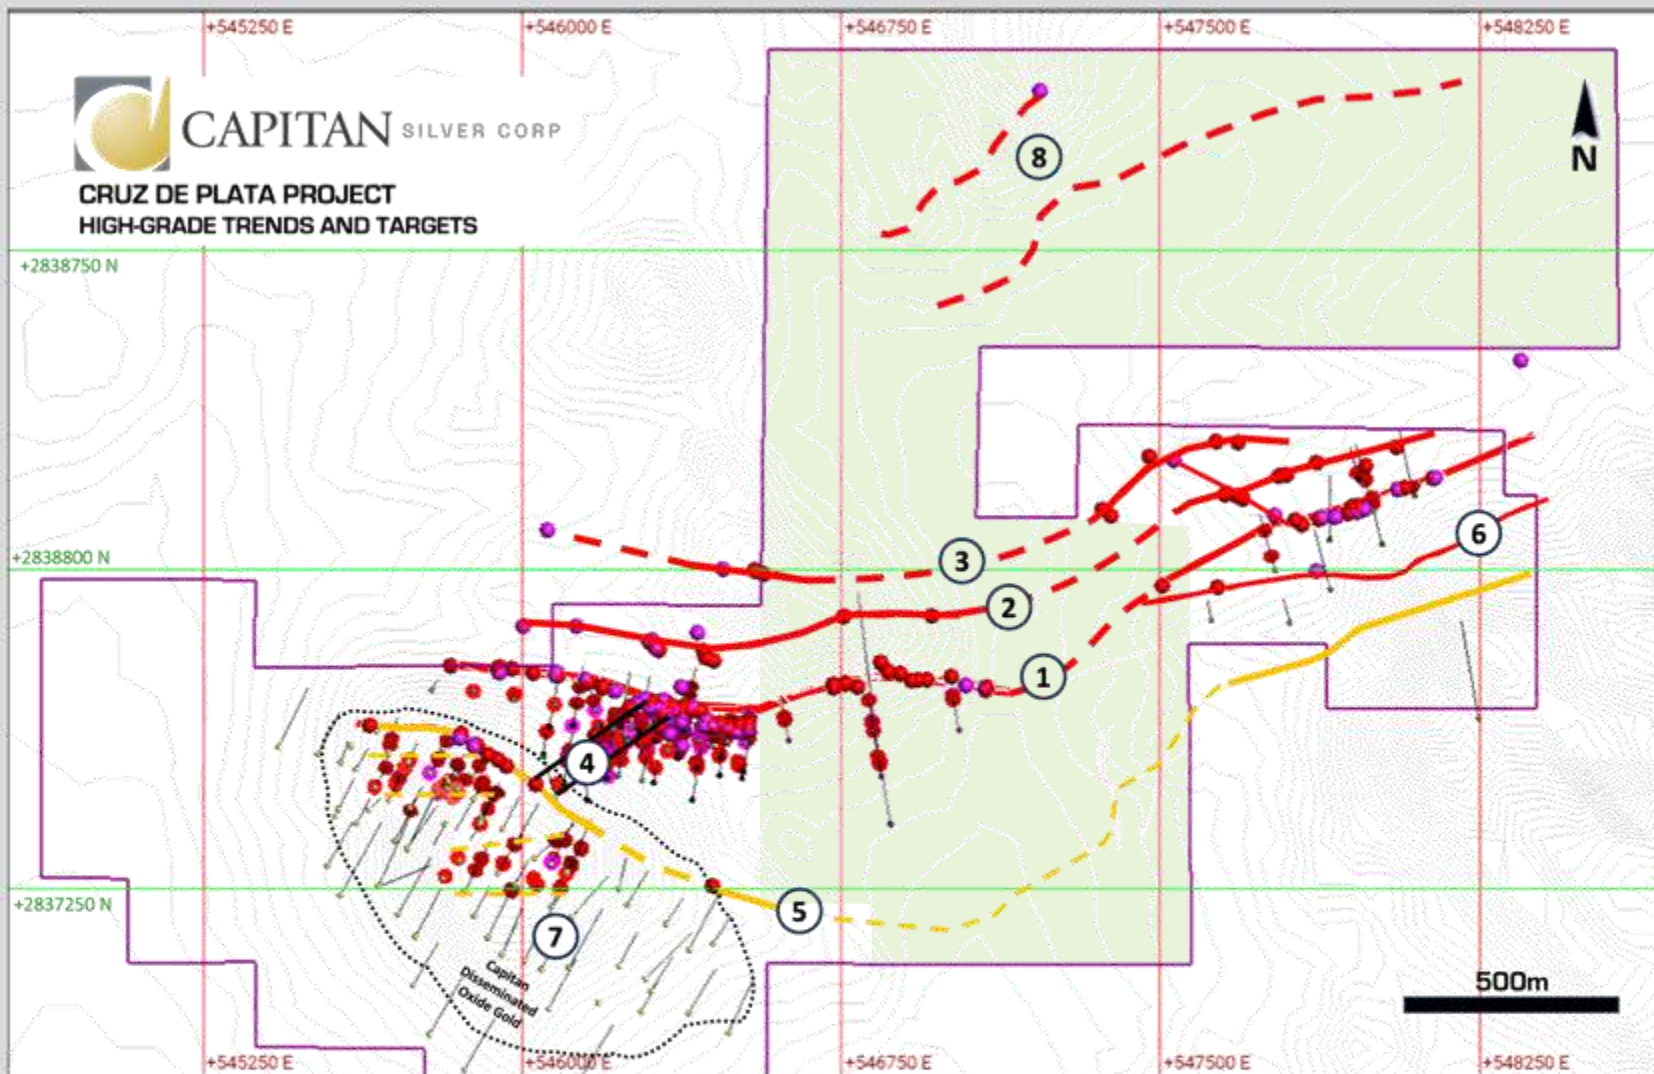 +545250 E
+546000 E
+546750 E
+547500 E
+548250 E
CAPITAN SILVER CORP
CRUZ DE PLATA PROJECT
HIGH-GRADE TRENDS AND TARGETS
8
N
+2838750 N
3
6
+2838800 N
2
1
4
5
+2837250 N
7
Capitan
Disseminated
Oxide Gold
500m
+545250 E
+546000 E
+546750 E
+547500 E
+548250 E